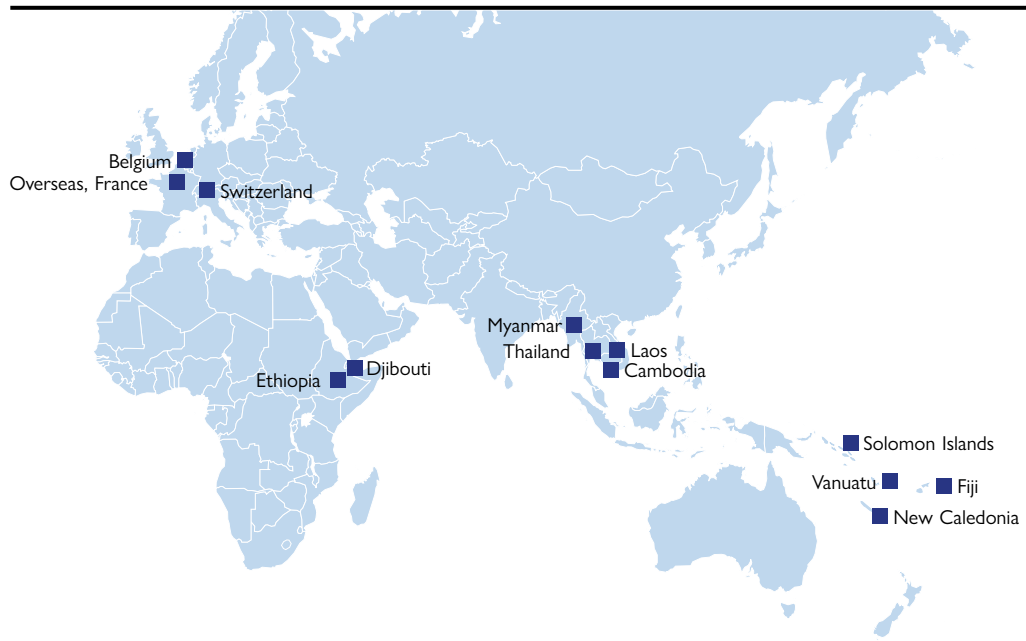 Belgium
Overseas, France
Switzerland
Myanmar
Thailand
Laos
Cambodia
Djibouti
Ethiopia
Solomon Islands
Vanuatu
Fiji
New Caledonia